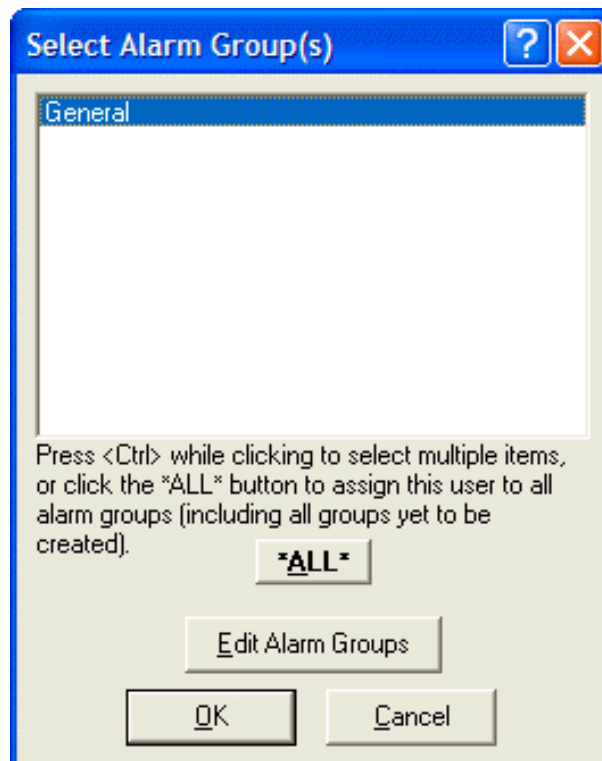 Select Alarm Group(s)
?
General
Press <Ctrl> while clicking to select multiple items,
or click the *ALL* button to assign this user to all
alarm groups (including all groups yet to be
created).
*ALL*
Edit Alarm Groups
OK Cancel